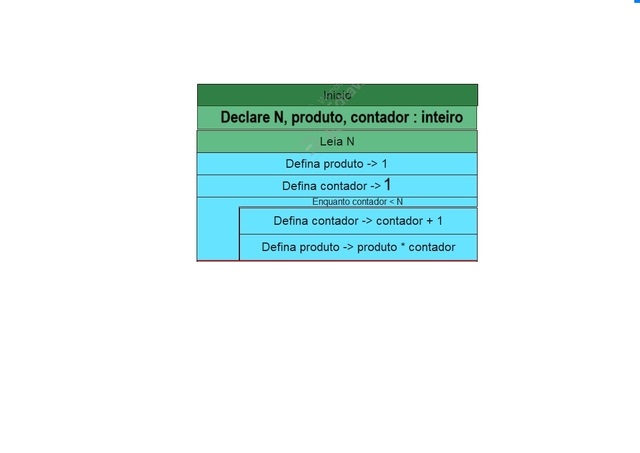 Inicio
Declare N, produto, contador : inteiro
Leia N
Defina produto -> 1
Defina contador -> 1
Enquanto contador < N
Defina contador -> contador + 1
Defina produto -> produto * contador